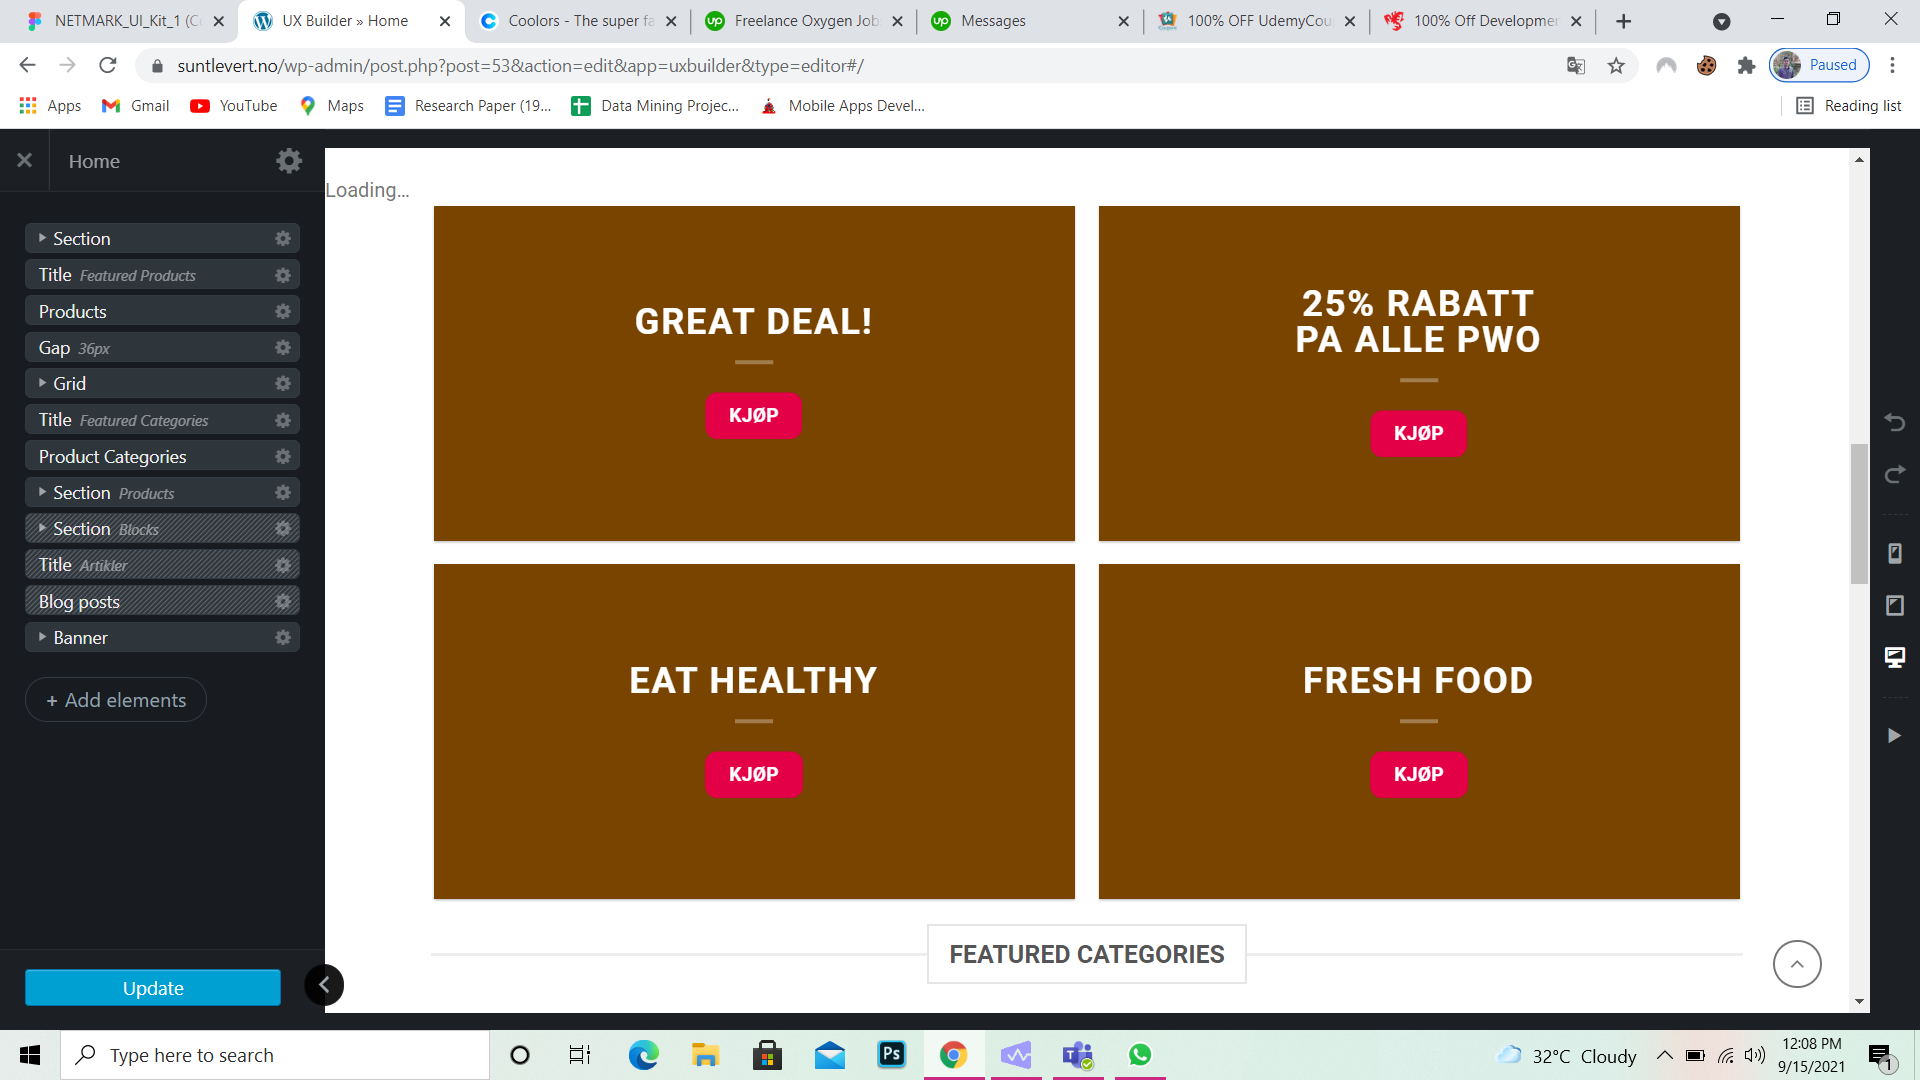 NETMARK_UI_Kit_1 (C
UX Builder » Home
Coolors - The super fa
Freelance Oxygen Job
Messages
100% OFF UdemyCou
100% Off Developmen
suntlevert.no/wp-admin/post.php?post=53&action=edit&app=uxbuilder&type=editor#/
Paused
Apps
Gmail
YouTube
Maps
Research Paper (19...
Data Mining Projec...
Mobile Apps Devel...
Reading list
Home
Section
Title Featured Products
Products
Gap 36px
Grid
Title Featured Categories
Product Categories
Section Products
Section Blocks
Title Artikler
Blog posts
Banner
+ Add elements
Update
Loading...
GREAT DEAL!
KJØP
25% RABATT
PA ALLE PWO
KJØP
EAT HEALTHY
KJØP
FRESH FOOD
KJØP
FEATURED CATEGORIES
Type here to search
Ps
32°C Cloudy
12:08 PM
9/15/2021
1